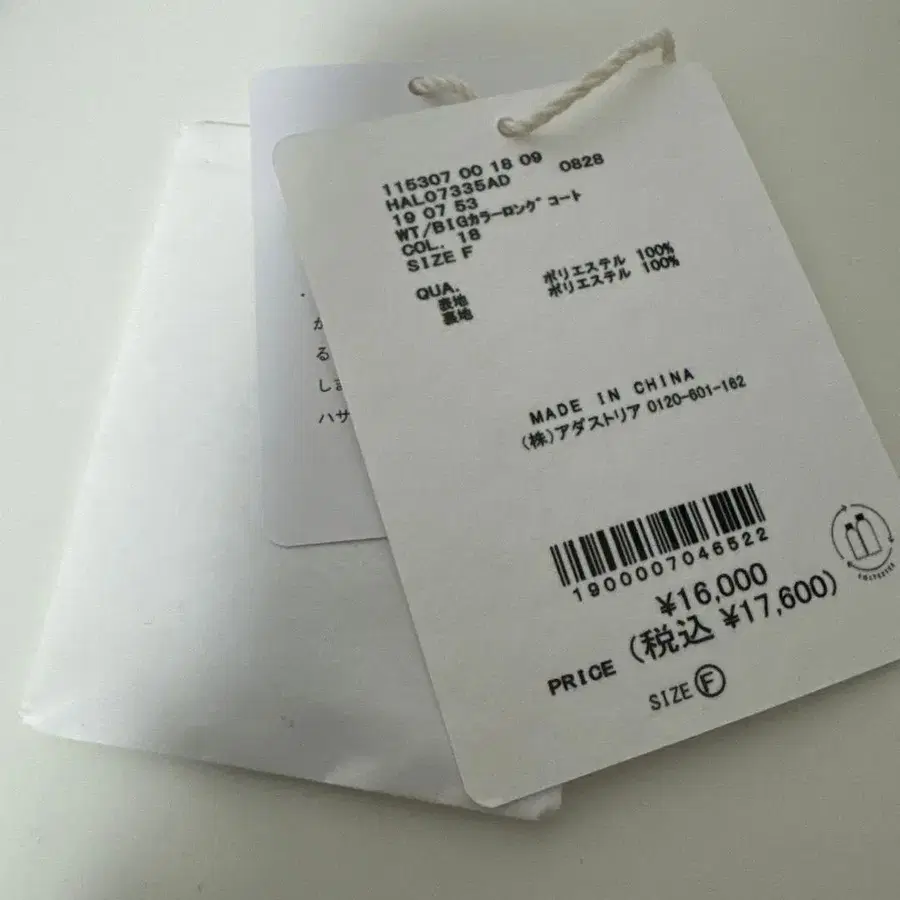 115307 00 18 09 0828
HAL07335AD
19 07 53
WT/BIGカラーロングコート
COL. 18
SIZE F
QUA.
表地 ポリエステル 100%
裏地 ポリエステル 100%
MADE IN CHINA
(株)アダストリア 0120-601-162
1900007046522
¥16,000
PRICE (税込 ¥17,600)
SIZE F
か
る
しま
ハサ